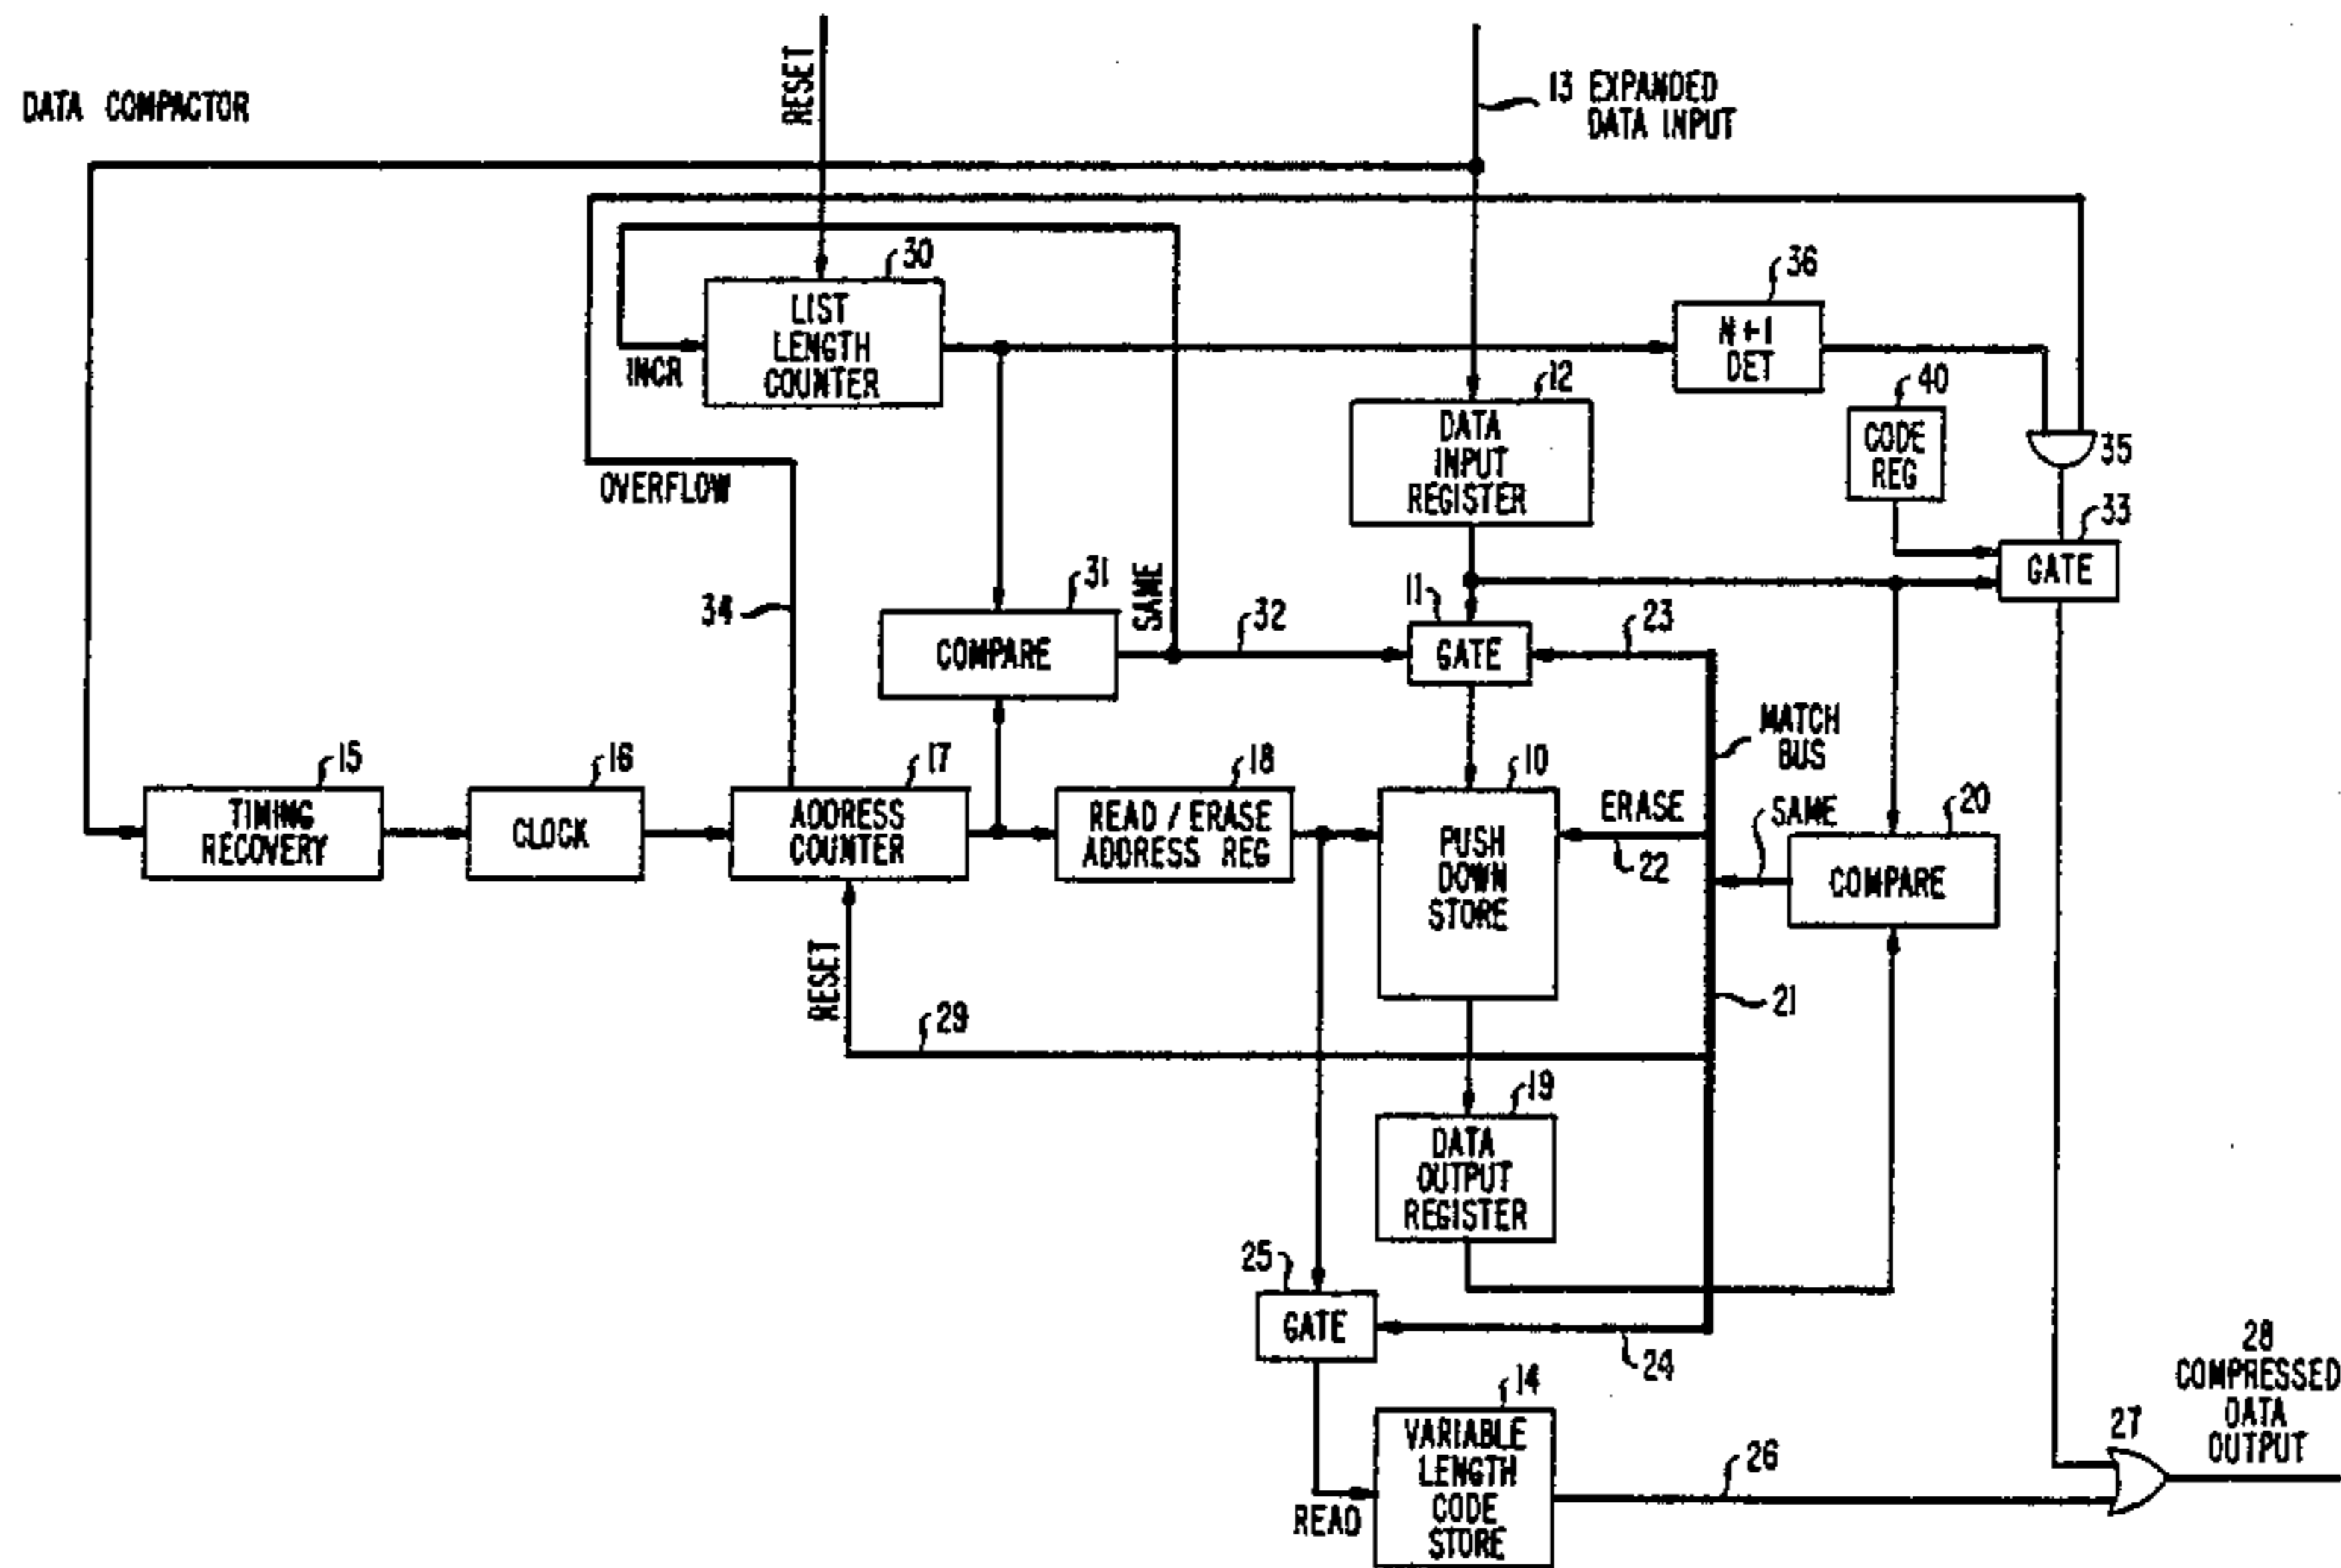 RESET
13 EXPANDED
DATA INPUT
DATA COMPACTOR
30
LIST
LENGTH
COUNTER
INCR
36
N+1
DET
12
DATA
INPUT
REGISTER
40
CODE
REG
35
OVERFLOW
33
GATE
34
31
COMPARE
SAME
32
11
GATE
23
MATCH
BUS
15
TIMING
RECOVERY
16
CLOCK
17
ADDRESS
COUNTER
18
READ / ERASE
ADDRESS REG
10
PUSH
DOWN
STORE
ERASE
22
SAME
20
COMPARE
RESET
29
21
19
DATA
OUTPUT
REGISTER
25
GATE
24
14
VARIABLE
LENGTH
CODE
STORE
READ
26
27
28
COMPRESSED
DATA
OUTPUT